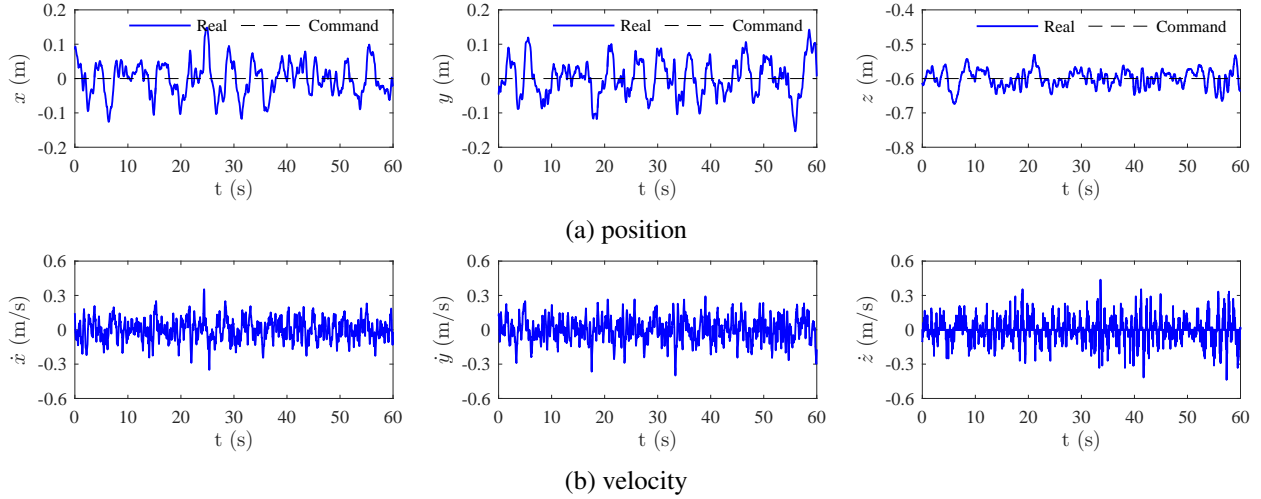 0.2
0.1
0
-0.1
-0.2
x (m)
Real
Command
0 10 20 30 40 50 60
t (s)
0.2
0.1
0
-0.1
-0.2
y (m)
Real
Command
0 10 20 30 40 50 60
t (s)
-0.4
-0.5
-0.6
-0.7
-0.8
z (m)
Real
Command
0 10 20 30 40 50 60
t (s)
(a) position
0.6
0.3
0
-0.3
-0.6
ẋ (m/s)
0 10 20 30 40 50 60
t (s)
0.6
0.3
0
-0.3
-0.6
ẏ (m/s)
0 10 20 30 40 50 60
t (s)
0.6
0.3
0
-0.3
-0.6
ż (m/s)
0 10 20 30 40 50 60
t (s)
(b) velocity